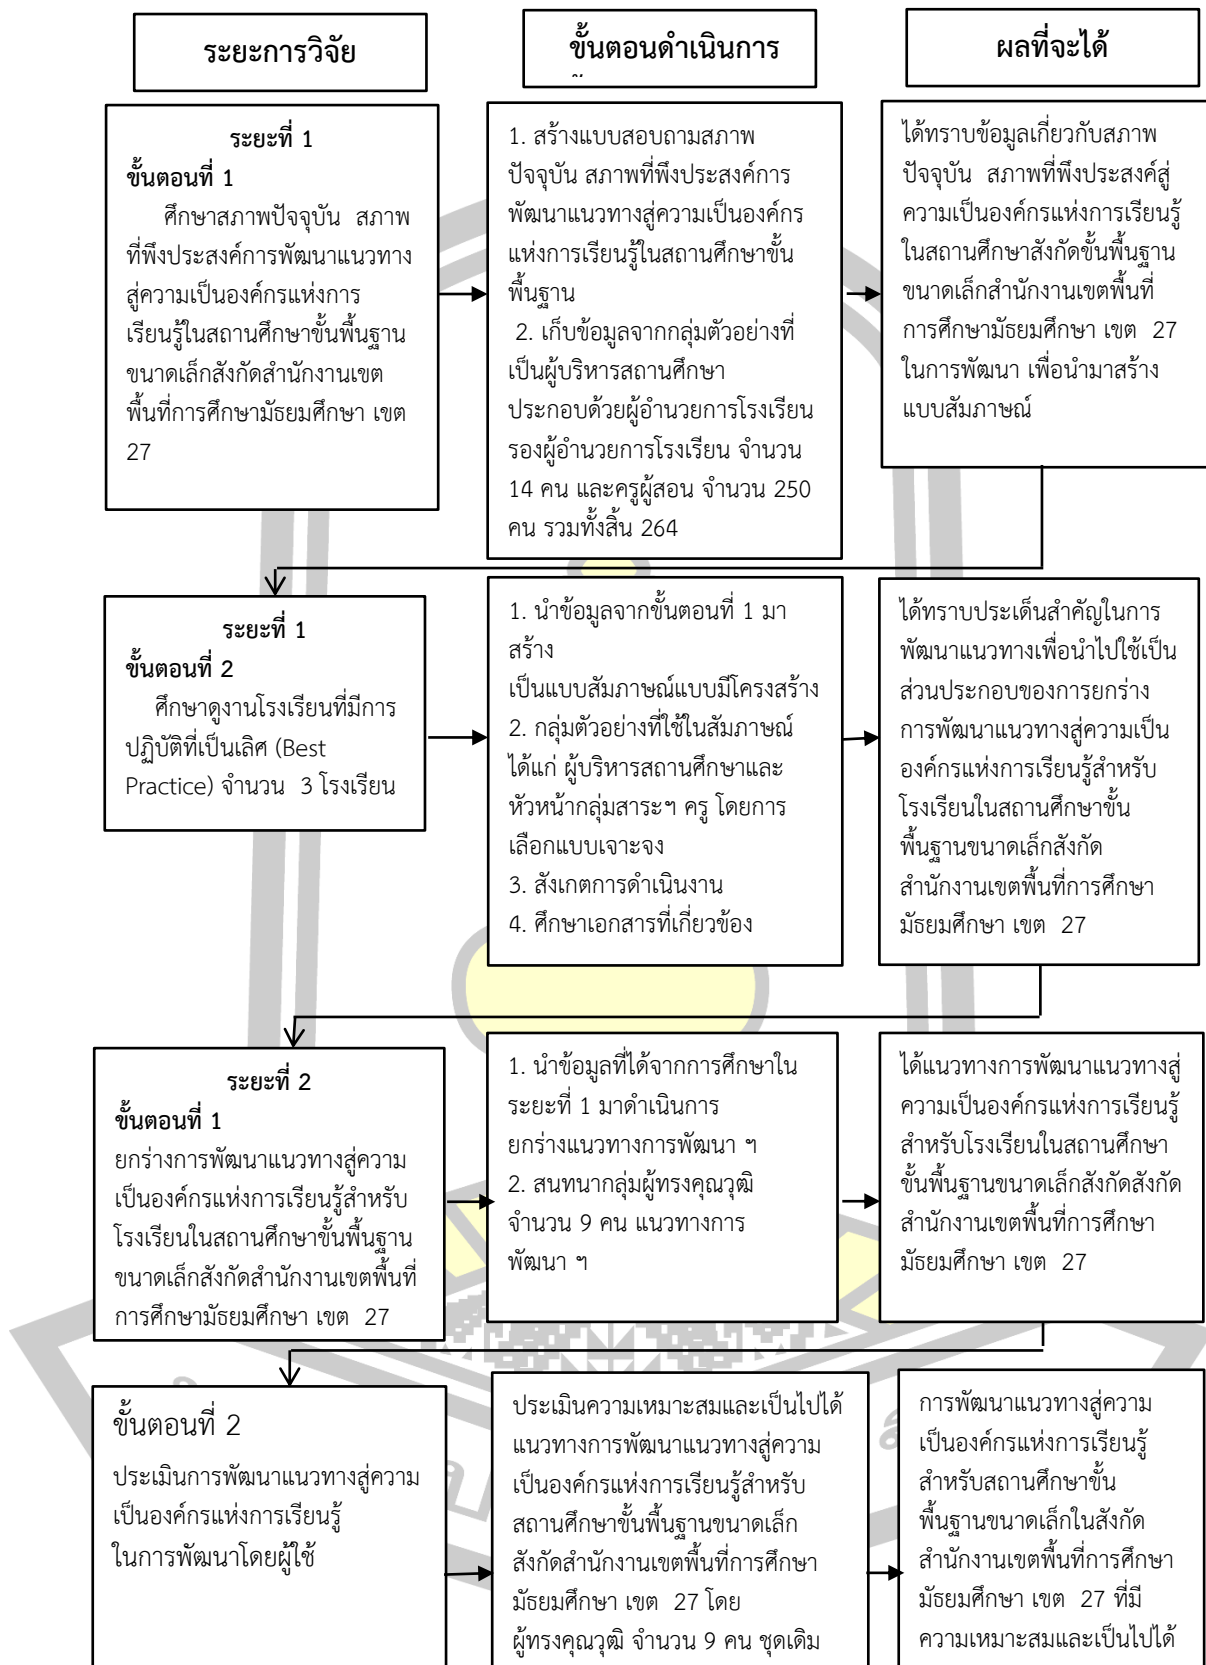 ระยะการวิจัย
ขั้นตอนดำเนินการ
ผลที่จะได้
ระยะที่ 1
ขั้นตอนที่ 1
ศึกษาสภาพปัจจุบัน สภาพ
ที่พึงประสงค์การพัฒนาแนวทาง
สู่ความเป็นองค์กรแห่งการ
เรียนรู้ในสถานศึกษาขั้นพื้นฐาน
ขนาดเล็กสังกัดสำนักงานเขต
พื้นที่การศึกษามัธยมศึกษา เขต
27
1. สร้างแบบสอบถามสภาพ
ปัจจุบัน สภาพที่พึงประสงค์การ
พัฒนาแนวทางสู่ความเป็นองค์กร
แห่งการเรียนรู้ในสถานศึกษาขั้น
พื้นฐาน
2. เก็บข้อมูลจากกลุ่มตัวอย่างที่
เป็นผู้บริหารสถานศึกษา
ประกอบด้วยผู้อำนวยการโรงเรียน
รองผู้อำนวยการโรงเรียน จำนวน
14 คน และครูผู้สอน จำนวน 250
คน รวมทั้งสิ้น 264
ได้ทราบข้อมูลเกี่ยวกับสภาพ
ปัจจุบัน สภาพที่พึงประสงค์สู่
ความเป็นองค์กรแห่งการเรียนรู้
ในสถานศึกษาสังกัดขั้นพื้นฐาน
ขนาดเล็กสำนักงานเขตพื้นที่
การศึกษามัธยมศึกษา เขต 27
ในการพัฒนา เพื่อนำมาสร้าง
แบบสัมภาษณ์
ระยะที่ 1
ขั้นตอนที่ 2
ศึกษาดูงานโรงเรียนที่มีการ
ปฏิบัติที่เป็นเลิศ (Best
Practice) จำนวน 3 โรงเรียน
1. นำข้อมูลจากขั้นตอนที่ 1 มา
สร้าง
เป็นแบบสัมภาษณ์แบบมีโครงสร้าง
2. กลุ่มตัวอย่างที่ใช้ในสัมภาษณ์
ได้แก่ ผู้บริหารสถานศึกษาและ
หัวหน้ากลุ่มสาระฯ ครู โดยการ
เลือกแบบเจาะจง
3. สังเกตการดำเนินงาน
4. ศึกษาเอกสารที่เกี่ยวข้อง
ได้ทราบประเด็นสำคัญในการ
พัฒนาแนวทางเพื่อนำไปใช้เป็น
ส่วนประกอบของการยกร่าง
การพัฒนาแนวทางสู่ความเป็น
องค์กรแห่งการเรียนรู้สำหรับ
โรงเรียนในสถานศึกษาขั้น
พื้นฐานขนาดเล็กสังกัด
สำนักงานเขตพื้นที่การศึกษา
มัธยมศึกษา เขต 27
ระยะที่ 2
ขั้นตอนที่ 1
ยกร่างการพัฒนาแนวทางสู่ความ
เป็นองค์กรแห่งการเรียนรู้สำหรับ
โรงเรียนในสถานศึกษาขั้นพื้นฐาน
ขนาดเล็กสังกัดสำนักงานเขตพื้นที่
การศึกษามัธยมศึกษา เขต 27
1. นำข้อมูลที่ได้จากการศึกษาใน
ระยะที่ 1 มาดำเนินการ
ยกร่างแนวทางการพัฒนา ฯ
2. สนทนากลุ่มผู้ทรงคุณวุฒิ
จำนวน 9 คน แนวทางการ
พัฒนา ฯ
ได้แนวทางการพัฒนาแนวทางสู่
ความเป็นองค์กรแห่งการเรียนรู้
สำหรับโรงเรียนในสถานศึกษา
ขั้นพื้นฐานขนาดเล็กสังกัดสังกัด
สำนักงานเขตพื้นที่การศึกษา
มัธยมศึกษา เขต 27
ขั้นตอนที่ 2
ประเมินการพัฒนาแนวทางสู่ความ
เป็นองค์กรแห่งการเรียนรู้
ในการพัฒนาโดยผู้ใช้
ประเมินความเหมาะสมและเป็นไปได้
แนวทางการพัฒนาแนวทางสู่ความ
เป็นองค์กรแห่งการเรียนรู้สำหรับ
สถานศึกษาขั้นพื้นฐานขนาดเล็ก
สังกัดสำนักงานเขตพื้นที่การศึกษา
มัธยมศึกษา เขต 27 โดย
ผู้ทรงคุณวุฒิ จำนวน 9 คน ชุดเดิม
การพัฒนาแนวทางสู่ความ
เป็นองค์กรแห่งการเรียนรู้
สำหรับสถานศึกษาขั้น
พื้นฐานขนาดเล็กในสังกัด
สำนักงานเขตพื้นที่การศึกษา
มัธยมศึกษา เขต 27 ที่มี
ความเหมาะสมและเป็นไปได้